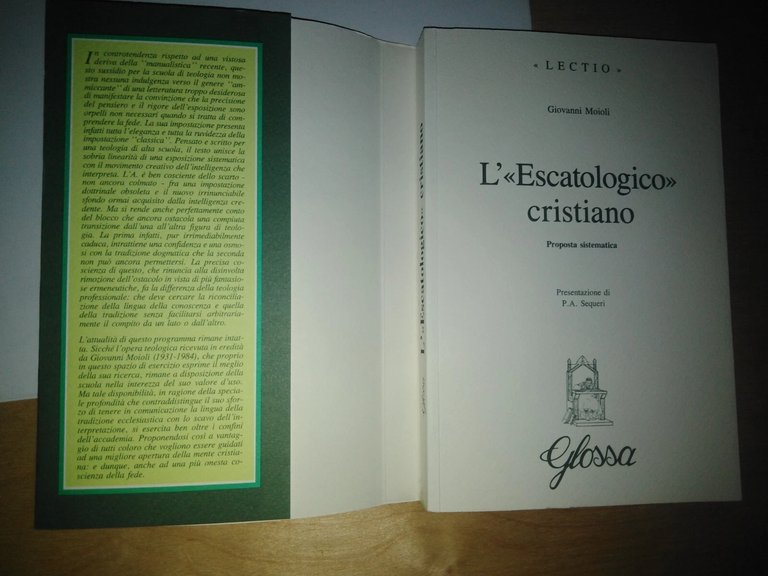 In controtendenza rispetto ad una vistosa
deriva della "manualistica" recente, que-
sto sussidio per la scuola di teologia non mo-
stra nessuna indulgenza verso il genere "am-
miccante" di una letteratura troppo desiderosa
di manifestare la convinzione che la precisione
del pensiero e il rigore dell'esposizione sono
orpelli non necessari quando si tratta di com-
prendere la fede. La sua impostazione presenta
infatti tutta l'eleganza e tutta la ruvidezza della
impostazione "classica". Pensato e scritto per
una teologia di alta scuola, il testo unisce la
sobria linearità di una esposizione sistematica
con il movimento creativo dell'intelligenza che
interpreta. L'A. è ben cosciente dello scarto -
non ancora colmato - fra una impostazione
dottrinale obsoleta e il nuovo irrinunciabile
sfondo ormai acquisito dalla intelligenza cre-
dente. Ma si rende anche perfettamente conto
del blocco che ancora ostacola una compiuta
transizione dall'una all'altra figura di teolo-
gia. La prima infatti, pur irrimediabilmente
caduca, intrattiene una confidenza e una osmo-
si con la tradizione dogmatica che la seconda
non può ancora permettersi. La precisa co-
scienza di questo, che rinuncia alla disinvolta
rimozione dell'ostacolo in vista di più fantasio-
se ermeneutiche, fa la differenza della teologia
professionale: che deve cercare la riconcilia-
zione della lingua della conoscenza e quella
della tradizione senza facilitarsi arbitraria-
mente il compito da un lato o dall'altro.
L'attualità di questo programma rimane intat-
ta. Sicché l'opera teologica ricevuta in eredità
da Giovanni Moioli (1931-1984), che proprio
in questo spazio di esercizio esprime il meglio
della sua ricerca, rimane a disposizione della
scuola nella interezza del suo valore d'uso.
Ma tale disponibilità, in ragione della specia-
le profondità che contraddistingue il suo sfor-
zo di tenere in comunicazione la lingua della
tradizione ecclesiastica con lo scavo dell'in-
terpretazione, si esercita ben oltre i confini
dell'accademia. Proponendosi così a vantag-
gio di tutti coloro che vogliono essere guidati
ad una migliore apertura della mente cristia-
na: e dunque, anche ad una più onesta co-
scienza della fede.
L'«Escatologico» cristiano
Glossa
« LECTIO »
Giovanni Moioli
L'«Escatologico»
cristiano
Proposta sistematica
Presentazione di
P.A. Sequeri
Glossa